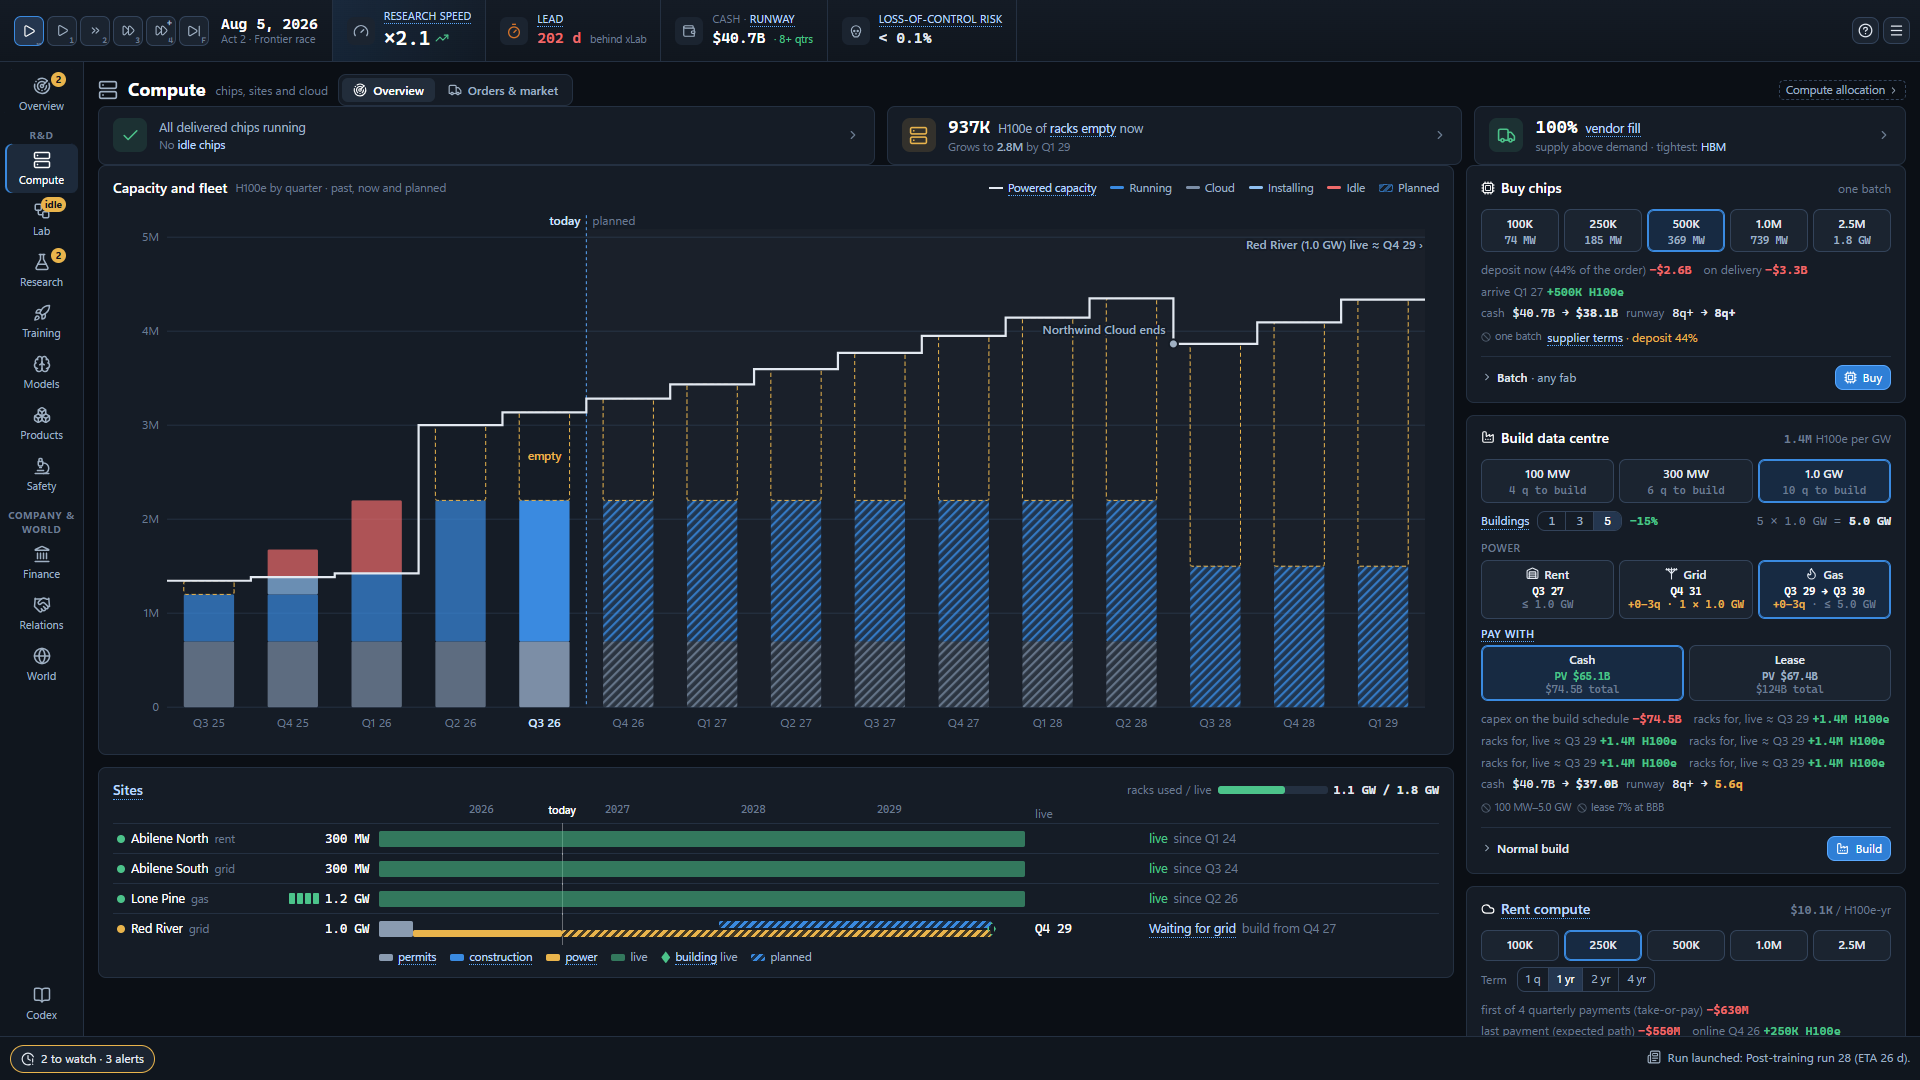 Aug 5, 2026
Act 2 · Frontier race
1
2
3
4
F
RESEARCH SPEED
×2.1
LEAD
202 d behind xLab
CASH · RUNWAY
$40.7B · 8+ qtrs
LOSS-OF-CONTROL RISK
< 0.1%
2
Overview
R&D
Compute
idle
Lab
2
Research
Training
Models
Products
Safety
COMPANY & WORLD
Finance
Relations
World
Codex
Compute chips, sites and cloud
Overview
Orders & market
Compute allocation ›
All delivered chips running
No idle chips
937K H100e of racks empty now
Grows to 2.8M by Q1 29
100% vendor fill
supply above demand · tightest: HBM
Capacity and fleet H100e by quarter · past, now and planned
Powered capacity Running Cloud Installing Idle Planned
today planned
Red River (1.0 GW) live ≈ Q4 29 ›
Northwind Cloud ends
empty
5M
4M
3M
2M
1M
0
Q3 25 Q4 25 Q1 26 Q2 26 Q3 26 Q4 26 Q1 27 Q2 27 Q3 27 Q4 27 Q1 28 Q2 28 Q3 28 Q4 28 Q1 29
Sites
racks used / live 1.1 GW / 1.8 GW
2026 today 2027 2028 2029 live
Abilene North rent 300 MW live since Q1 24
Abilene South grid 300 MW live since Q3 24
Lone Pine gas 1.2 GW live since Q2 26
Red River grid 1.0 GW Q4 29 Waiting for grid build from Q4 27
permits construction power live building live planned
Buy chips one batch
100K 250K 500K 1.0M 2.5M
74 MW 185 MW 369 MW 739 MW 1.8 GW
deposit now (44% of the order) −$2.6B on delivery −$3.3B
arrive Q1 27 +500K H100e
cash $40.7B → $38.1B runway 8q+ → 8q+
one batch supplier terms · deposit 44%
Batch · any fab
Buy
Build data centre 1.4M H100e per GW
100 MW 300 MW 1.0 GW
4 q to build 6 q to build 10 q to build
Buildings 1 3 5 −15% 5 × 1.0 GW = 5.0 GW
POWER
Rent Grid Gas
Q3 27 Q4 31 Q3 29 → Q3 30
≤ 1.0 GW +0–3q · 1 × 1.0 GW +0–3q · ≤ 5.0 GW
PAY WITH
Cash Lease
PV $65.1B PV $67.4B
$74.5B total $124B total
capex on the build schedule −$74.5B racks for, live ≈ Q3 29 +1.4M H100e
racks for, live ≈ Q3 29 +1.4M H100e racks for, live ≈ Q3 29 +1.4M H100e
racks for, live ≈ Q3 29 +1.4M H100e racks for, live ≈ Q3 29 +1.4M H100e
cash $40.7B → $37.0B runway 8q+ → 5.6q
100 MW–5.0 GW lease 7% at BBB
Normal build
Build
Rent compute $10.1K / H100e-yr
100K 250K 500K 1.0M 2.5M
Term 1 q 1 yr 2 yr 4 yr
first of 4 quarterly payments (take-or-pay) −$630M
last payment (expected path) −$550M online Q4 26 +250K H100e
2 to watch · 3 alerts
Run launched: Post-training run 28 (ETA 26 d).